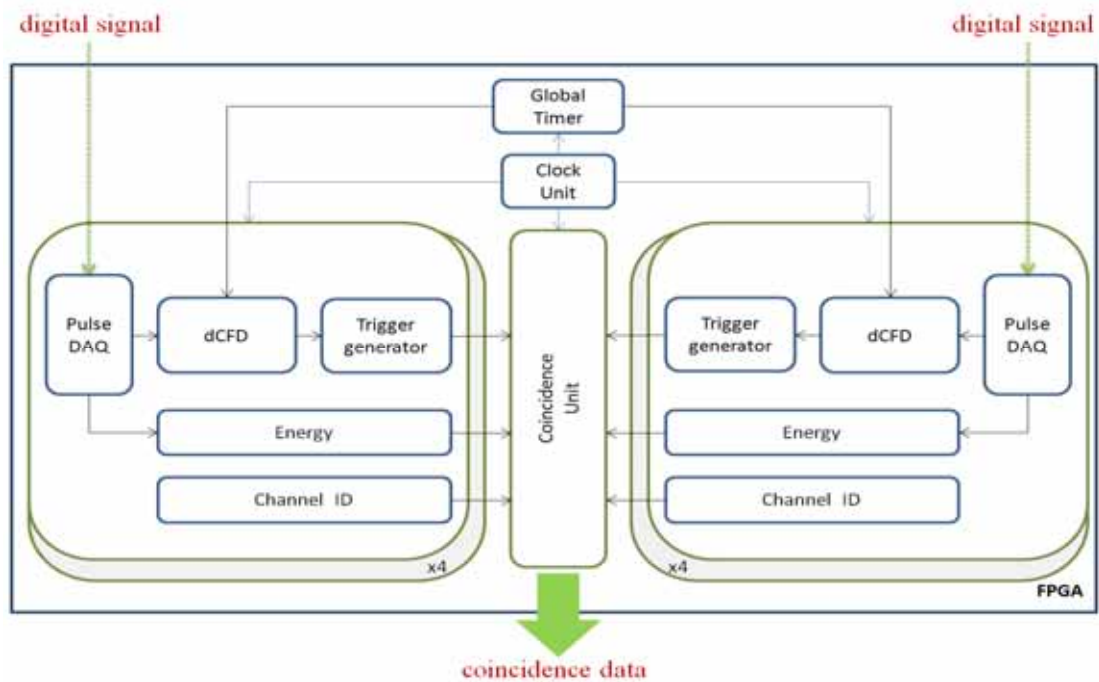 digital signal
digital signal
Global
Timer
Clock
Unit
Pulse
DAQ
dCFD
Trigger
generator
Energy
Channel ID
x4
Coincidence
Unit
Trigger
generator
dCFD
Pulse
DAQ
Energy
Channel ID
x4
FPGA
coincidence data